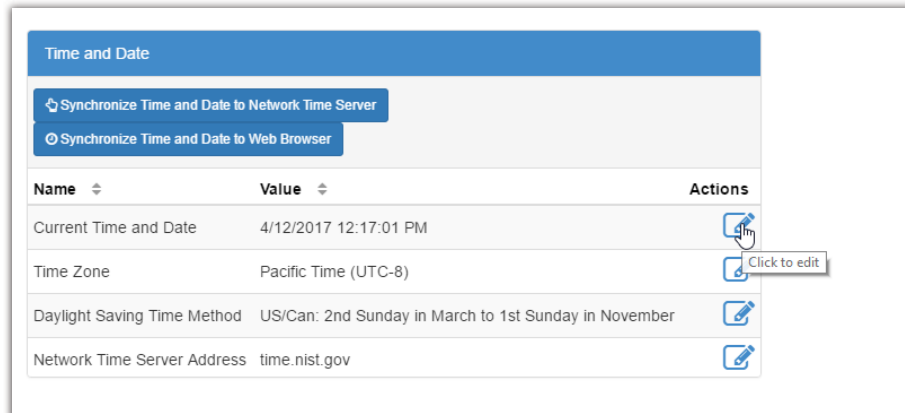 Time and Date
Synchronize Time and Date to Network Time Server
Synchronize Time and Date to Web Browser
Name Value Actions
Current Time and Date 4/12/2017 12:17:01 PM
Time Zone Pacific Time (UTC-8)
Click to edit
Daylight Saving Time Method US/Can: 2nd Sunday in March to 1st Sunday in November
Network Time Server Address time.nist.gov